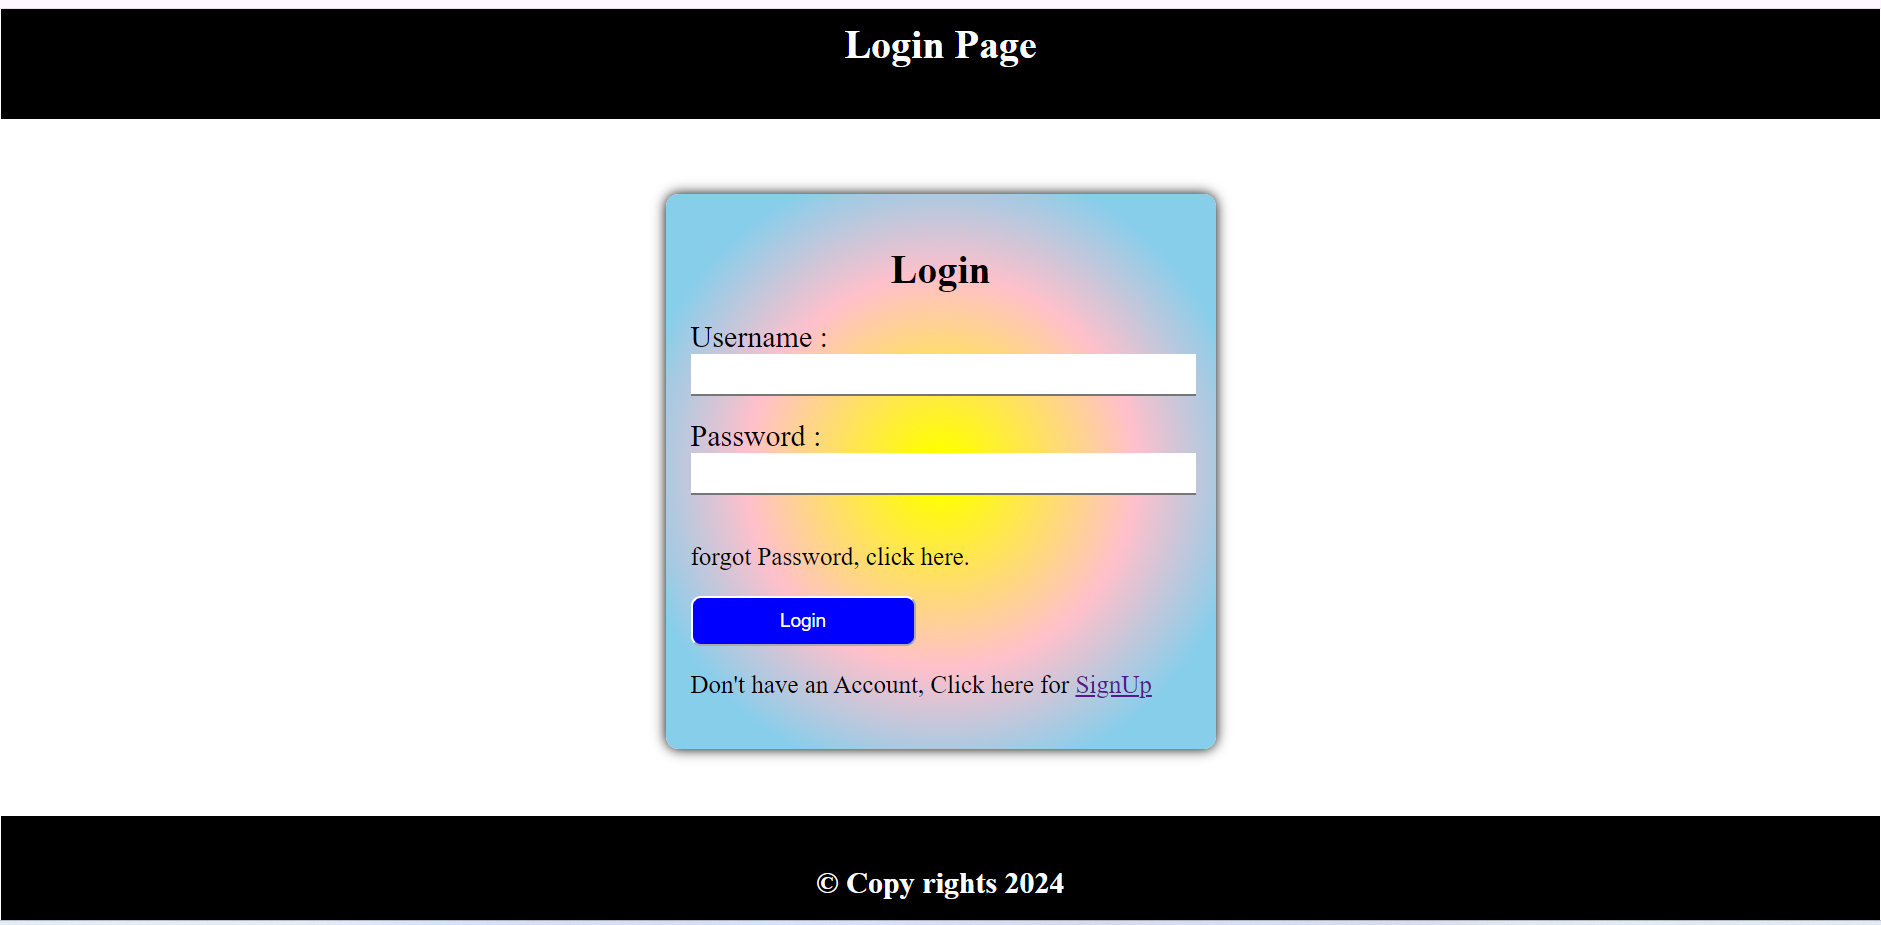 Login Page
Login
Username :
Password :
forgot Password, click here.
Login
Don't have an Account, Click here for SignUp
© Copy rights 2024